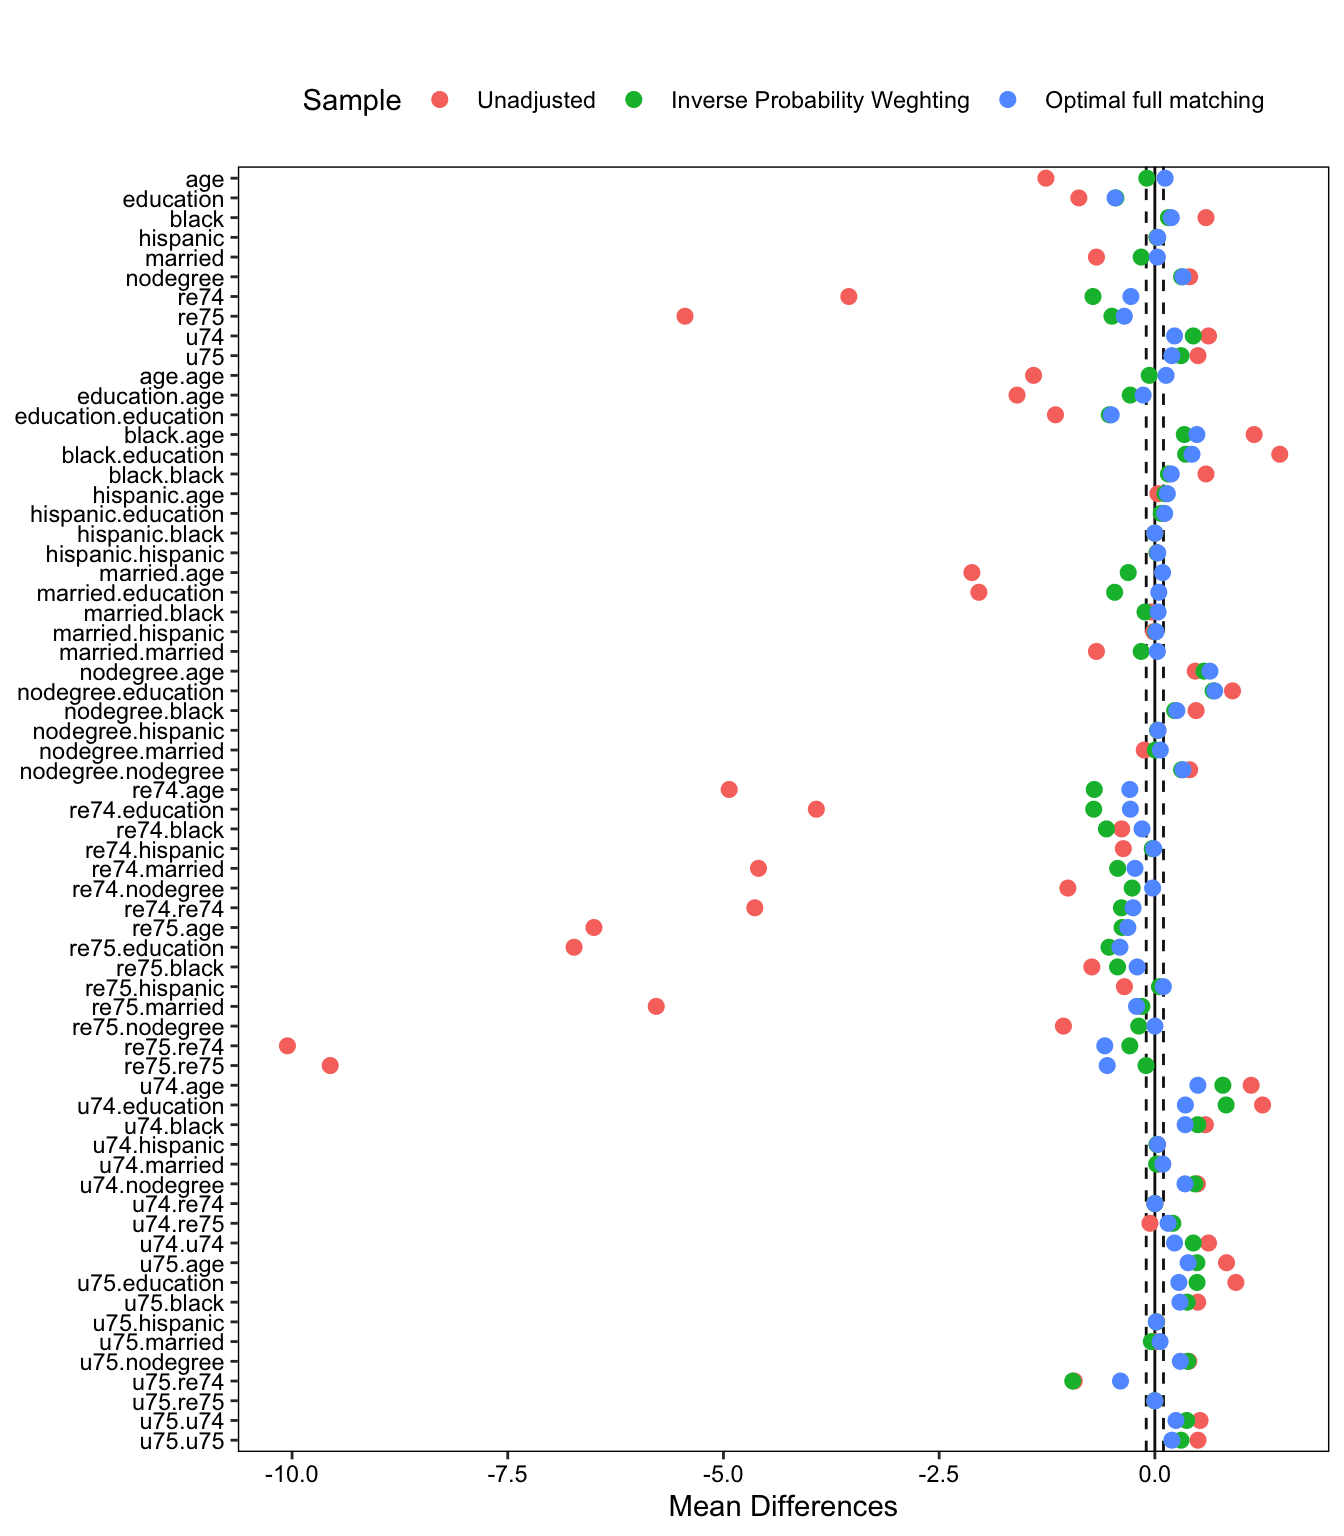 Sample Unadjusted Inverse Probability Weghting Optimal full matching
age
education
black
hispanic
married
nodegree
re74
re75
u74
u75
age.age
education.age
education.education
black.age
black.education
black.black
hispanic.age
hispanic.education
hispanic.black
hispanic.hispanic
married.age
married.education
married.black
married.hispanic
married.married
nodegree.age
nodegree.education
nodegree.black
nodegree.hispanic
nodegree.married
nodegree.nodegree
re74.age
re74.education
re74.black
re74.hispanic
re74.married
re74.nodegree
re74.re74
re75.age
re75.education
re75.black
re75.hispanic
re75.married
re75.nodegree
re75.re74
re75.re75
u74.age
u74.education
u74.black
u74.hispanic
u74.married
u74.nodegree
u74.re74
u74.re75
u74.u74
u75.age
u75.education
u75.black
u75.hispanic
u75.married
u75.nodegree
u75.re74
u75.re75
u75.u74
u75.u75
-10.0 -7.5 -5.0 -2.5 0.0
Mean Differences